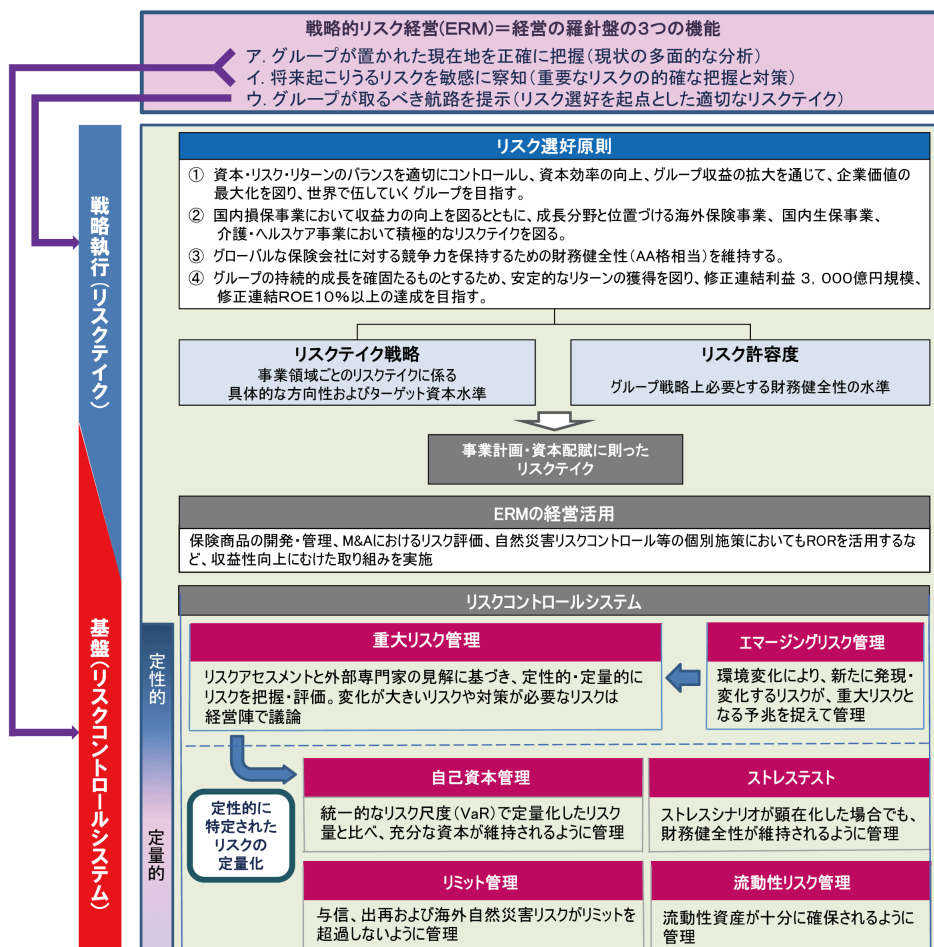 戦略的リスク経営(ERM)＝経営の羅針盤の3つの機能
ア. グループが置かれた現在地を正確に把握(現状の多面的な分析)
イ. 将来起こりうるリスクを敏感に察知(重要なリスクの的確な把握と対策)
ウ. グループが取るべき航路を提示(リスク選好を起点とした適切なリスクテイク)
戦略執行(リスクテイク)
リスク選好原則
① 資本・リスク・リターンのバランスを適切にコントロールし、資本効率の向上、グループ収益の拡大を通じて、企業価値の
最大化を図り、世界で伍していくグループを目指す。
② 国内損保事業において収益力の向上を図るとともに、成長分野と位置づける海外保険事業、国内生保事業、
介護・ヘルスケア事業において積極的なリスクテイクを図る。
③ グローバルな保険会社に対する競争力を保持するための財務健全性(AA格相当)を維持する。
④ グループの持続的成長を確固たるものとするため、安定的なリターンの獲得を図り、修正連結利益 3, 000億円規模、
修正連結ROE10%以上の達成を目指す。
リスクテイク戦略
事業領域ごとのリスクテイクに係る
具体的な方向性およびターゲット資本水準
リスク許容度
グループ戦略上必要とする財務健全性の水準
事業計画・資本配賦に則った
リスクテイク
ERMの経営活用
保険商品の開発・管理、M&Aにおけるリスク評価、自然災害リスクコントロール等の個別施策においてもRORを活用するな
ど、収益性向上にむけた取り組みを実施
基盤(リスクコントロールシステム)
リスクコントロールシステム
定性的
重大リスク管理
リスクアセスメントと外部専門家の見解に基づき、定性的・定量的に
リスクを把握・評価。変化が大きいリスクや対策が必要なリスクは
経営陣で議論
エマージングリスク管理
環境変化により、新たに発現・
変化するリスクが、重大リスクと
なる予兆を捉えて管理
定量的
定性的に
特定された
リスクの
定量化
自己資本管理
統一的なリスク尺度(VaR)で定量化したリスク
量と比べ、充分な資本が維持されるように管理
ストレステスト
ストレスシナリオが顕在化した場合でも、
財務健全性が維持されるように管理
リミット管理
与信、出再および海外自然災害リスクがリミットを
超過しないように管理
流動性リスク管理
流動性資産が十分に確保されるように
管理